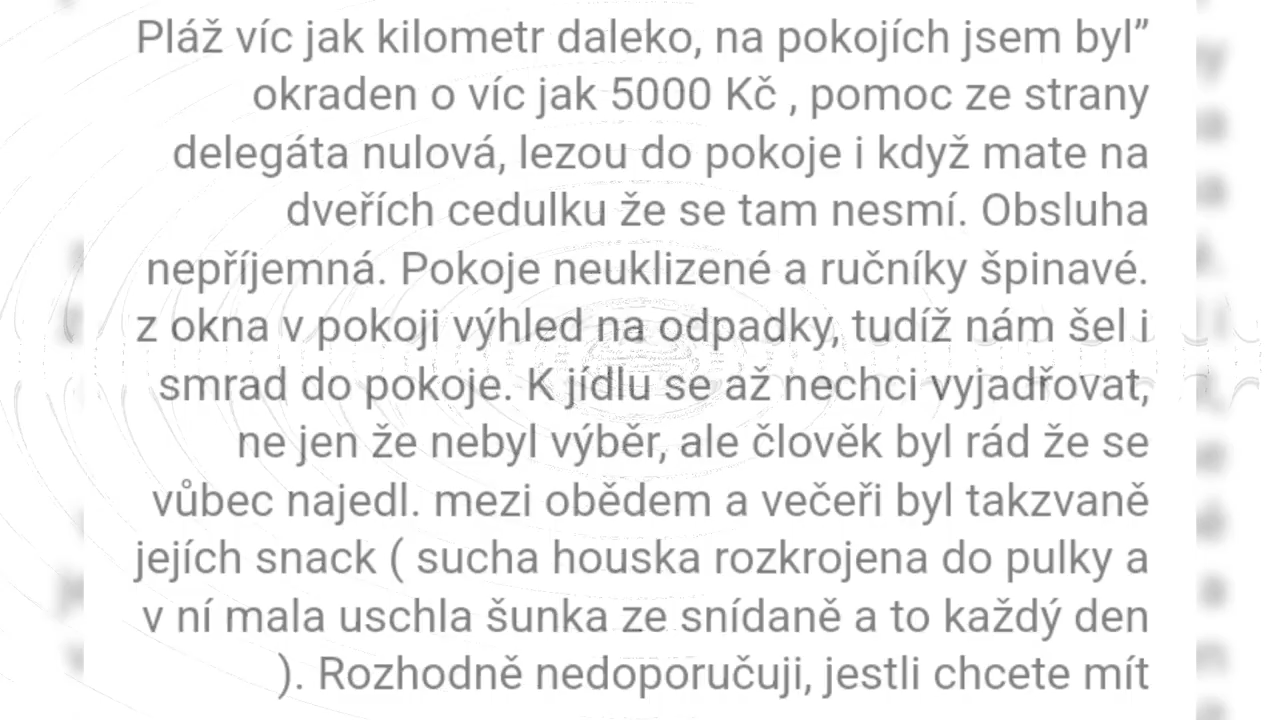 Pláž víc jak kilometr daleko, na pokojích jsem byl”
okraden o víc jak 5000 Kč , pomoc ze strany
delegáta nulová, lezou do pokoje i když mate na
dveřích cedulku že se tam nesmí. Obsluha
nepříjemná. Pokoje neuklizené a ručníky špinavé.
z okna v pokoji výhled na odpadky, tudíž nám šel i
smrad do pokoje. K jídlu se až nechci vyjadřovat,
ne jen že nebyl výběr, ale člověk byl rád že se
vůbec najedl. mezi obědem a večeři byl takzvaně
jejích snack ( sucha houska rozkrojena do pulky a
v ní mala uschla šunka ze snídaně a to každý den
). Rozhodně nedoporučuji, jestli chcete mít